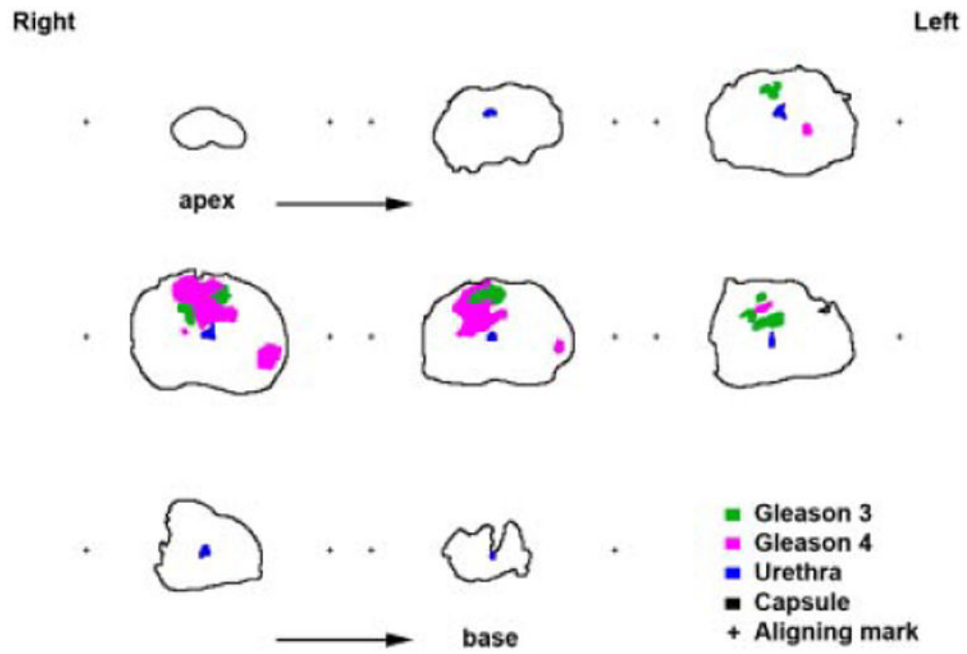 Right
Left
apex
Gleason 3
Gleason 4
Urethra
Capsule
+ Aligning mark
base